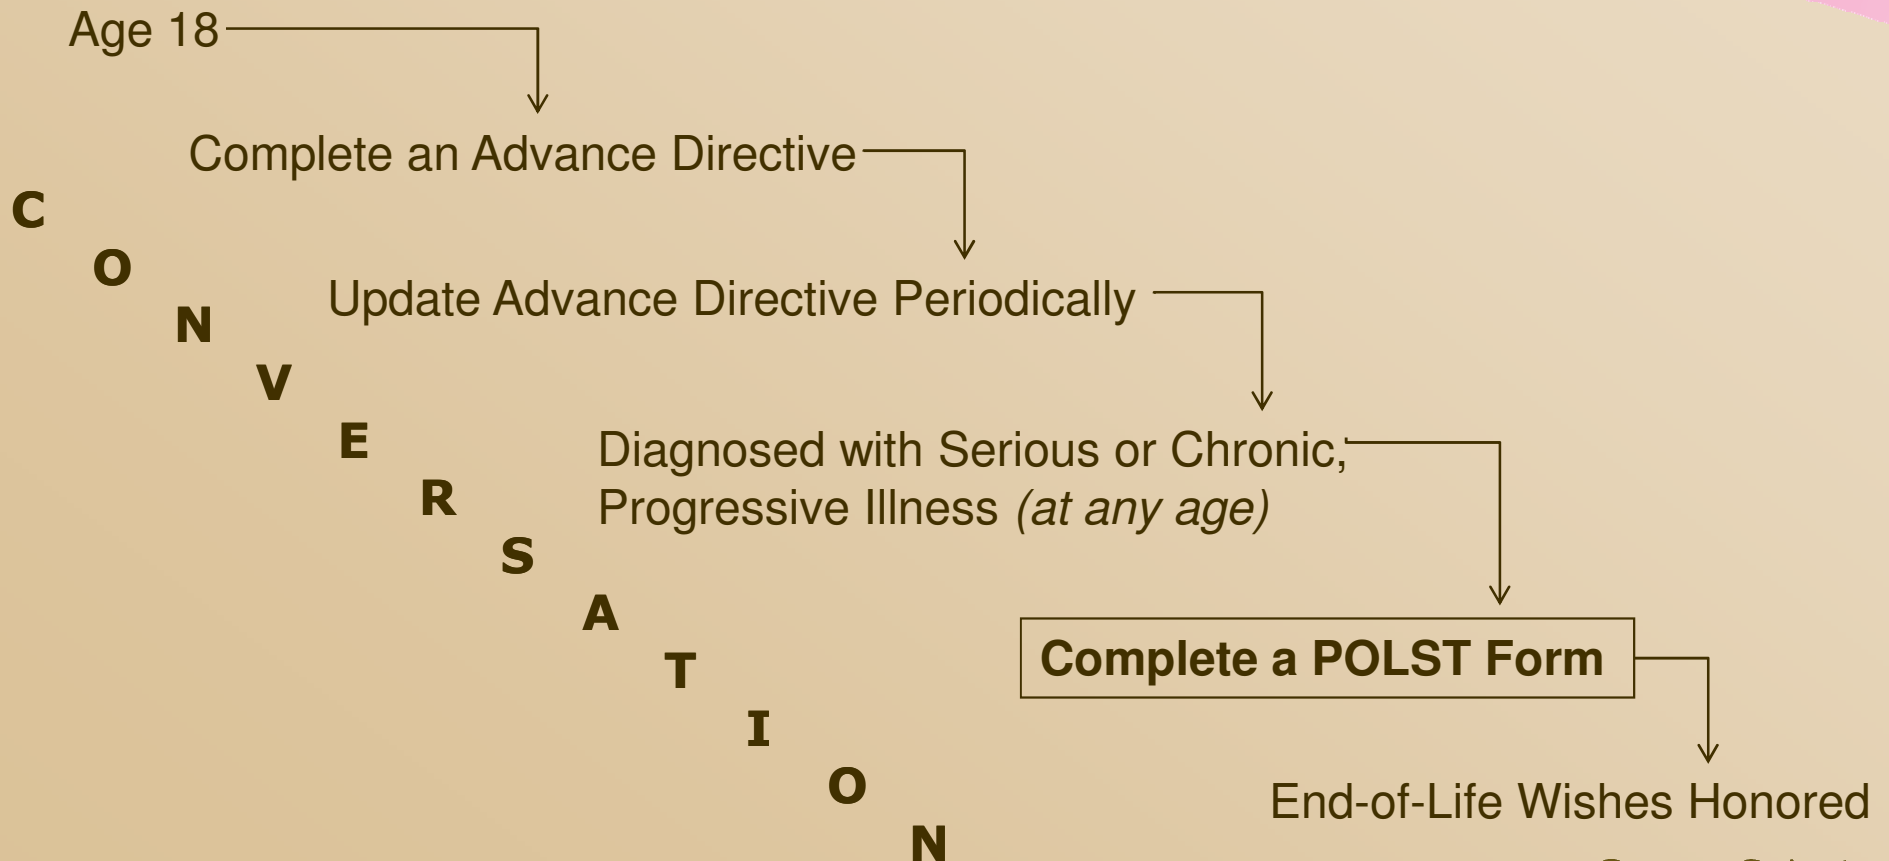 Age 18
Complete an Advance Directive
Update Advance Directive Periodically
Diagnosed with Serious or Chronic,
Progressive Illness (at any age)
Complete a POLST Form
End-of-Life Wishes Honored
C
O
N
V
E
R
S
A
T
I
O
N